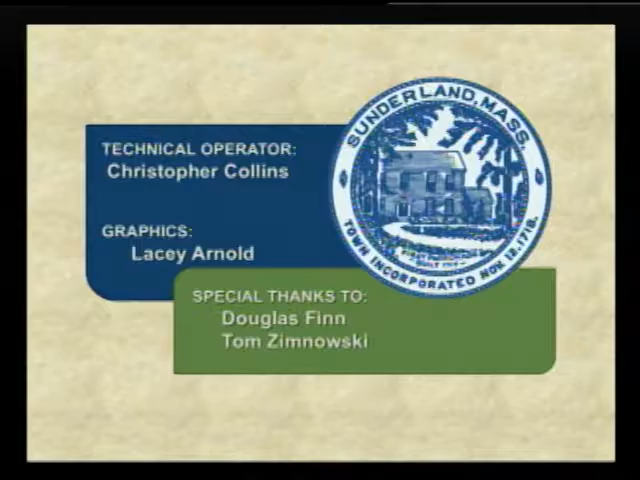 TECHNICAL OPERATOR:
Christopher Collins
GRAPHICS:
Lacey Arnold
SPECIAL THANKS TO:
Douglas Finn
Tom Zimnowski
SUNDERLAND, MASS.
TOWN INCORPORATED NOV 12, 1718.